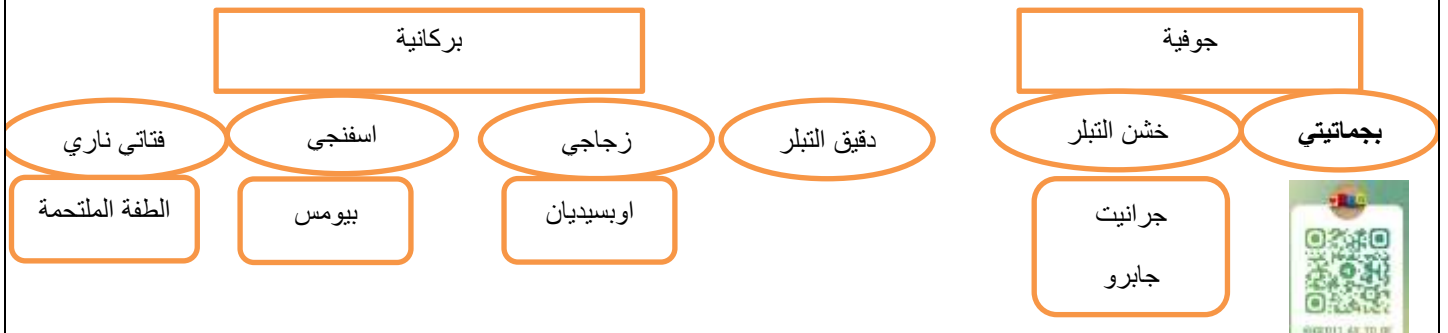 جوفية
بركانية
بجماتيتي
خشن التبلر
دقيق التبلر
زجاجي
اسفنجي
فتاتي ناري
جرانيت
جابرو
اوبسيديان
بيومس
الطفة الملتحمة